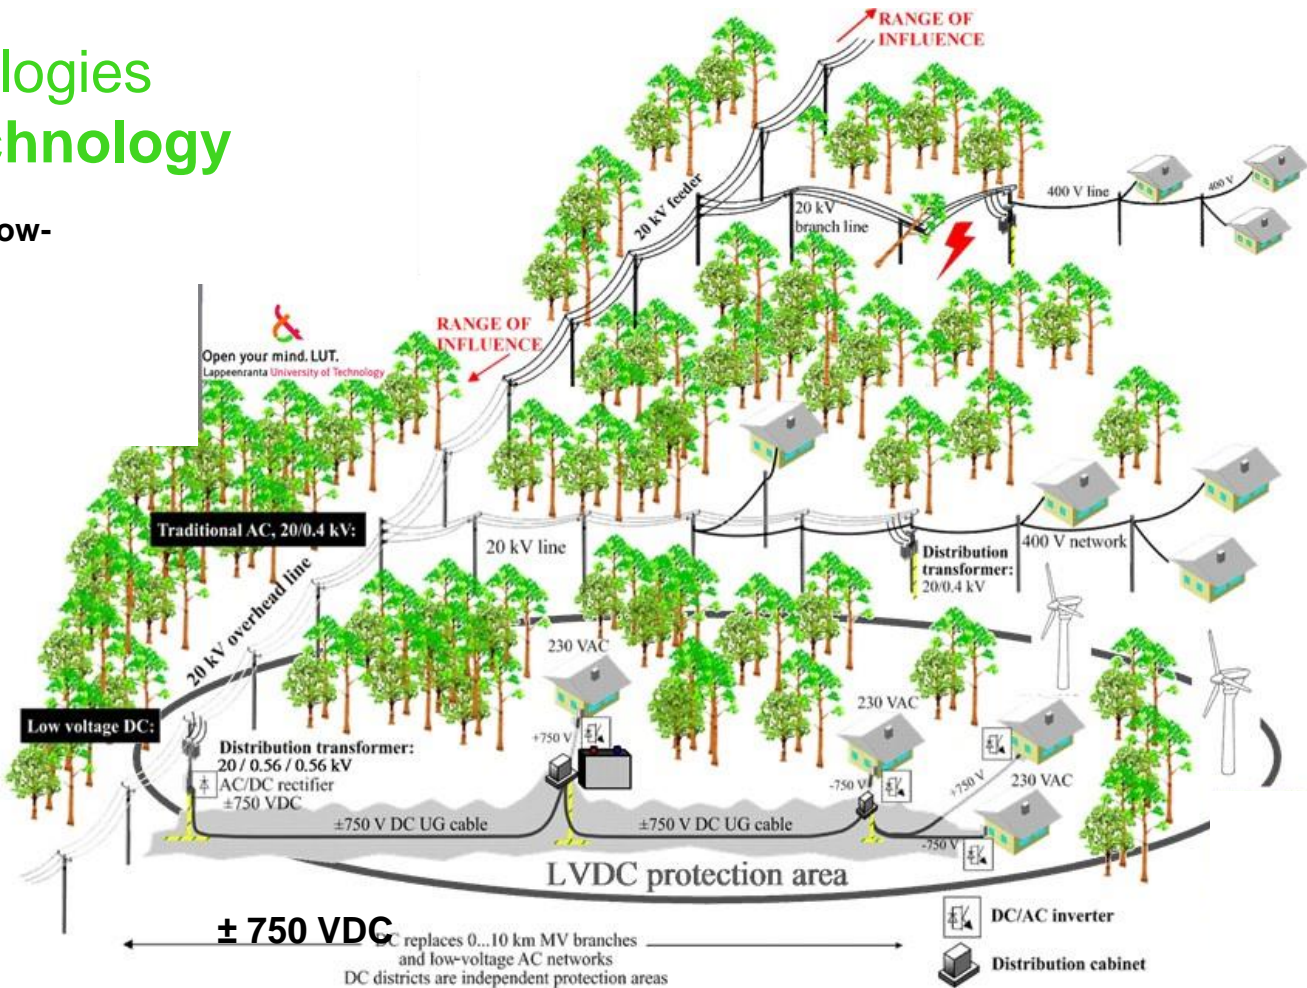 logies
chnology
ow-
RANGE OF
INFLUENCE
20 kV feeder
20 kV
branch line
400 V line
400 V
RANGE OF
INFLUENCE
Open your mind. LUT.
Lappeenranta University of Technology
Traditional AC, 20/0.4 kV:
20 kV line
Distribution
transformer:
20/0.4 kV
400 V network
20 kV overhead line
230 VAC
230 VAC
Low voltage DC:
Distribution transformer:
20 / 0.56 / 0.56 kV
AC/DC rectifier
±750 VDC
+750 V
-750 V
+750 V
230 VAC
±750 V DC UG cable
±750 V DC UG cable
-750 V
LVDC protection area
± 750 VDC
DC replaces 0...10 km MV branches
and low-voltage AC networks
DC districts are independent protection areas
DC/AC inverter
Distribution cabinet